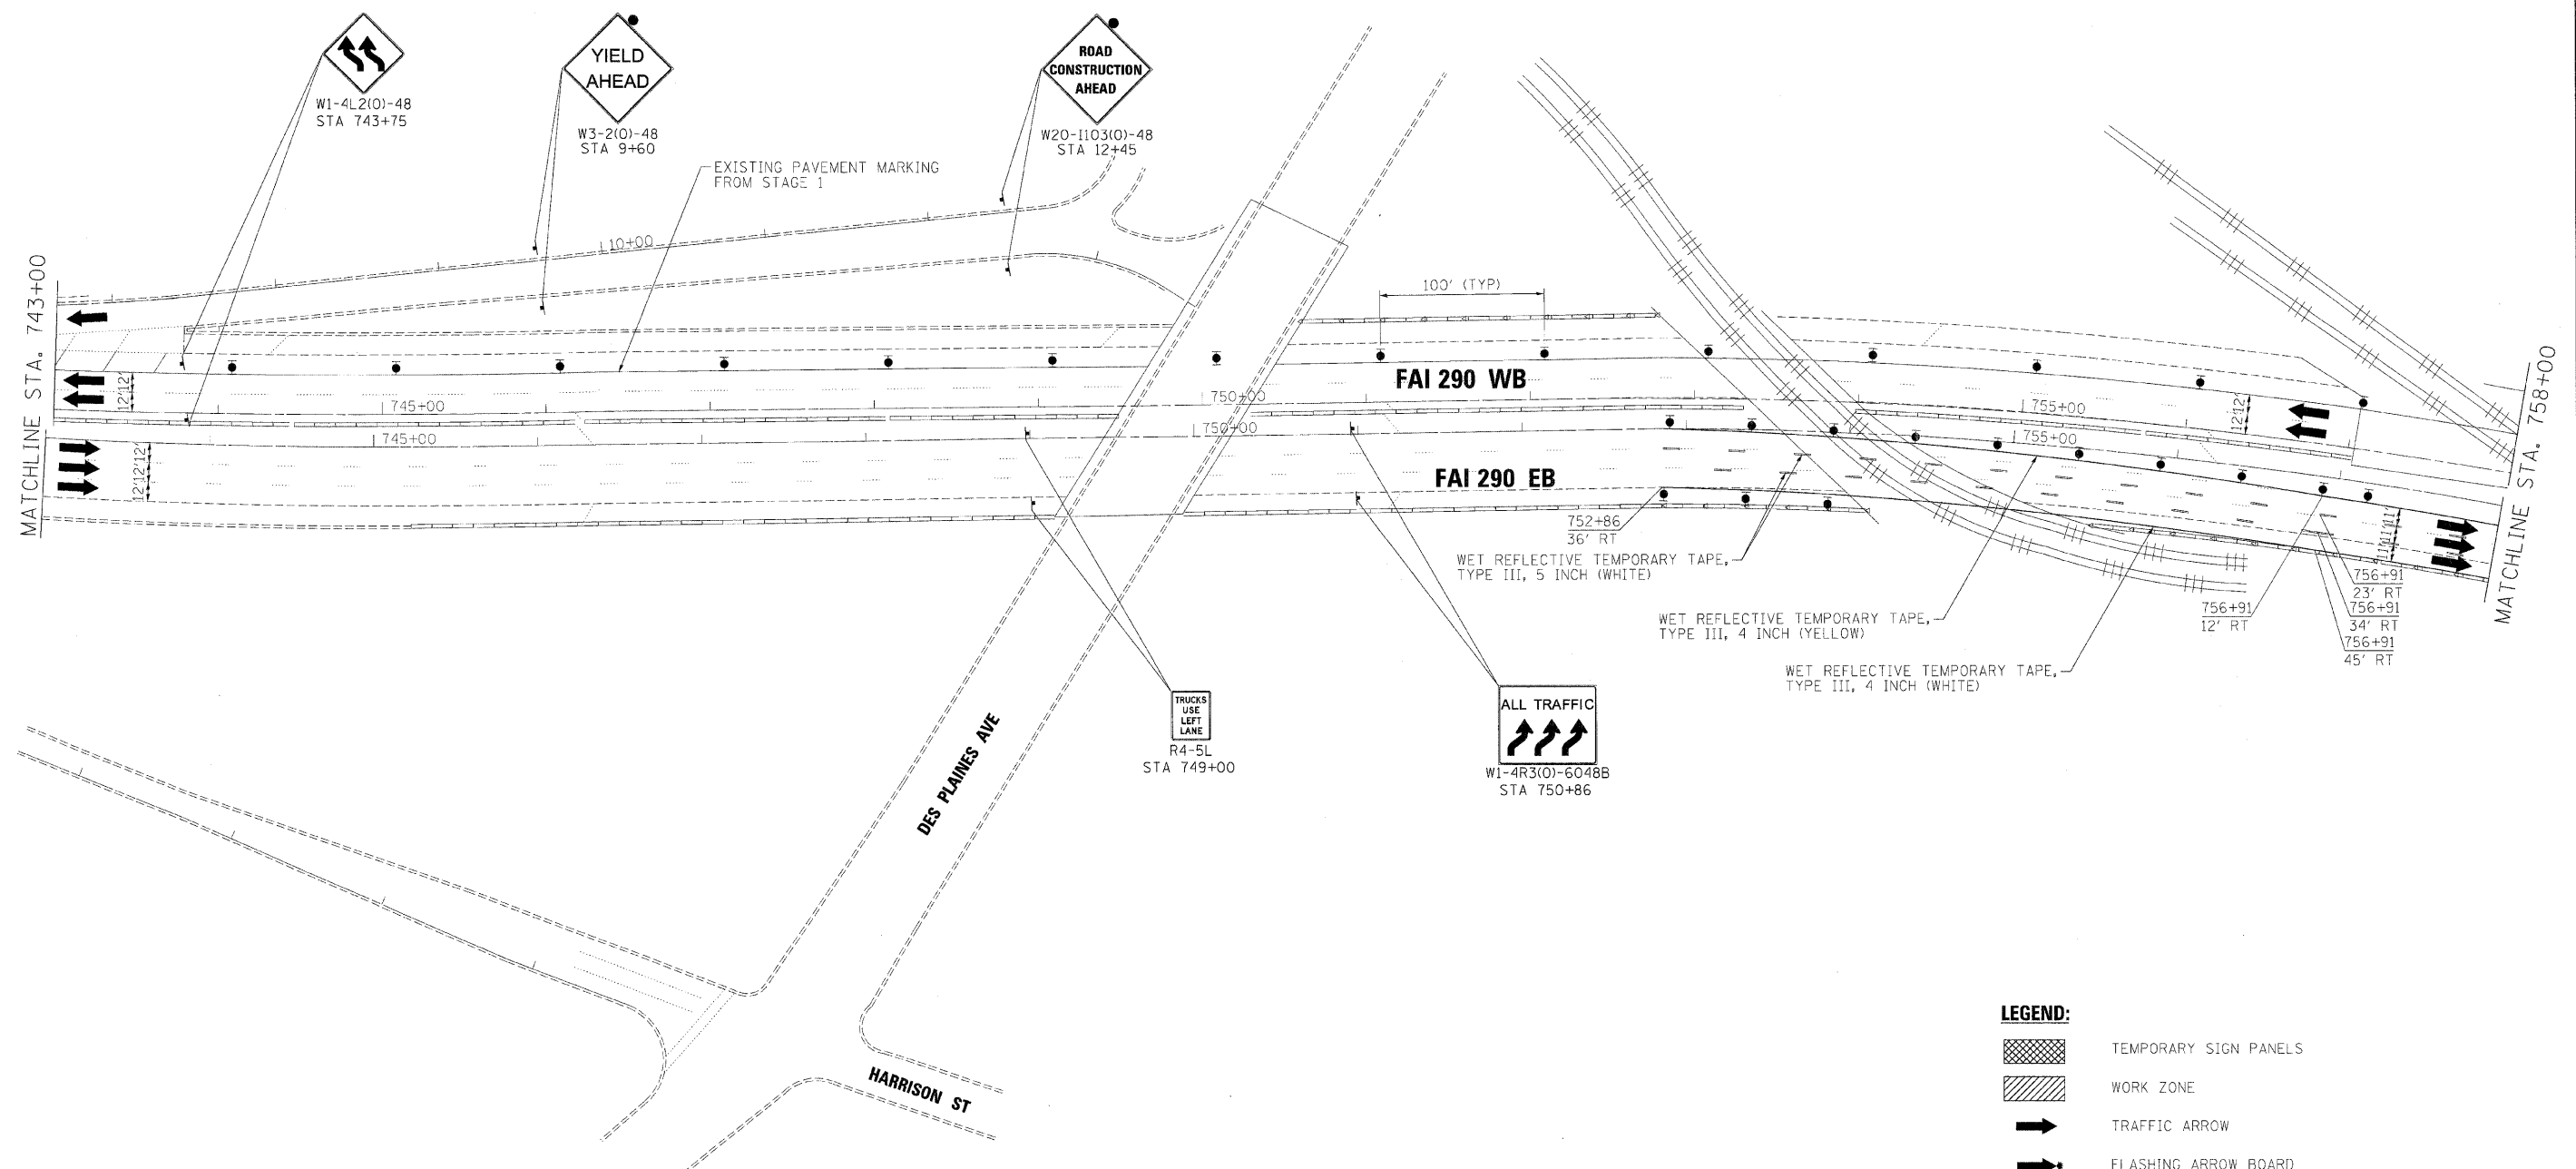 W1-4L2(O)-48
STA 743+75
YIELD
AHEAD
W3-2(O)-48
STA 9+60
ROAD
CONSTRUCTION
AHEAD
W20-I103(O)-48
STA 12+45
EXISTING PAVEMENT MARKING
FROM STAGE 1
10+00
MATCHLINE STA. 743+00
12'12'
745+00
745+00
12'12'12'
750+00
750+00
100' (TYP)
FAI 290 WB
FAI 290 EB
755+00
755+00
12'12'
11'11'11'
MATCHLINE STA. 758+00
752+86
36' RT
WET REFLECTIVE TEMPORARY TAPE,
TYPE III, 5 INCH (WHITE)
WET REFLECTIVE TEMPORARY TAPE,
TYPE III, 4 INCH (YELLOW)
WET REFLECTIVE TEMPORARY TAPE,
TYPE III, 4 INCH (WHITE)
756+91
12' RT
756+91
23' RT
756+91
34' RT
756+91
45' RT
TRUCKS
USE
LEFT
LANE
R4-5L
STA 749+00
ALL TRAFFIC
W1-4R3(O)-6048B
STA 750+86
DES PLAINES AVE
HARRISON ST
LEGEND:
TEMPORARY SIGN PANELS
WORK ZONE
TRAFFIC ARROW
FLASHING ARROW BOARD